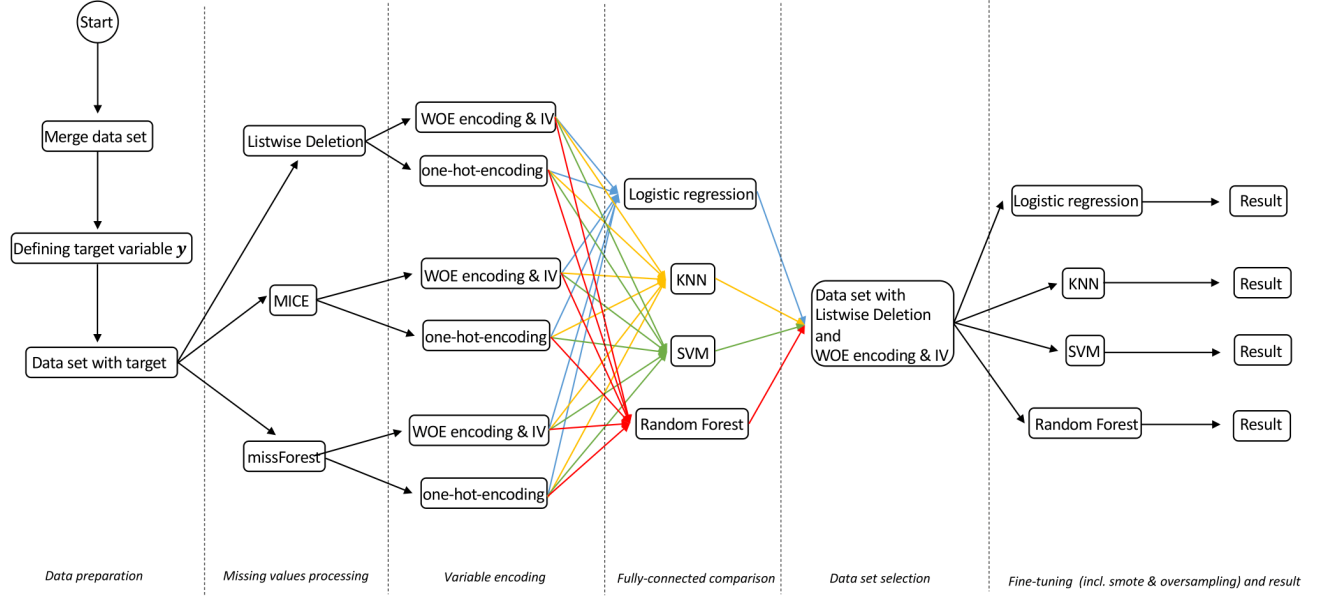 Start
Merge data set
Defining target variable y
Data set with target
Listwise Deletion
MICE
missForest
WOE encoding & IV
one-hot-encoding
WOE encoding & IV
one-hot-encoding
WOE encoding & IV
one-hot-encoding
Logistic regression
KNN
SVM
Random Forest
Data set with
Listwise Deletion
and
WOE encoding & IV
Logistic regression
Result
KNN
Result
SVM
Result
Random Forest
Result
Data preparation
Missing values processing
Variable encoding
Fully-connected comparison
Data set selection
Fine-tuning (incl. smote & oversampling) and result